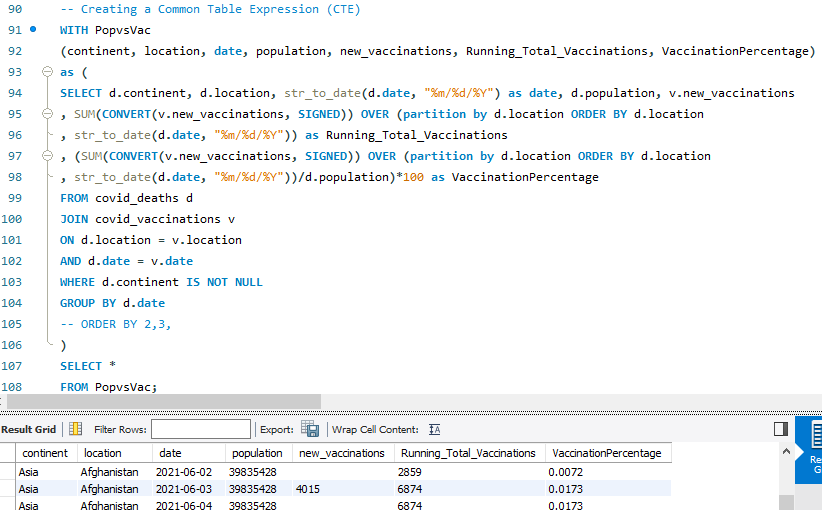 90 -- Creating a Common Table Expression (CTE)
91 WITH PopvsVac
92 (continent, location, date, population, new_vaccinations, Running_Total_Vaccinations, VaccinationPercentage)
93 as (
94 SELECT d.continent, d.location, str_to_date(d.date, "%m/%d/%Y") as date, d.population, v.new_vaccinations
95 , SUM(CONVERT(v.new_vaccinations, SIGNED)) OVER (partition by d.location ORDER BY d.location
96 , str_to_date(d.date, "%m/%d/%Y")) as Running_Total_Vaccinations
97 , (SUM(CONVERT(v.new_vaccinations, SIGNED)) OVER (partition by d.location ORDER BY d.location
98 , str_to_date(d.date, "%m/%d/%Y"))/d.population)*100 as VaccinationPercentage
99 FROM covid_deaths d
100 JOIN covid_vaccinations v
101 ON d.location = v.location
102 AND d.date = v.date
103 WHERE d.continent IS NOT NULL
104 GROUP BY d.date
105 -- ORDER BY 2,3,
106 )
107 SELECT *
108 FROM PopvsVac;
Result Grid Filter Rows: Export: Wrap Cell Content:
continent location date population new_vaccinations Running_Total_Vaccinations VaccinationPercentage
Asia Afghanistan 2021-06-02 39835428 2859 0.0072
Asia Afghanistan 2021-06-03 39835428 4015 6874 0.0173
Asia Afghanistan 2021-06-04 39835428 6874 0.0173